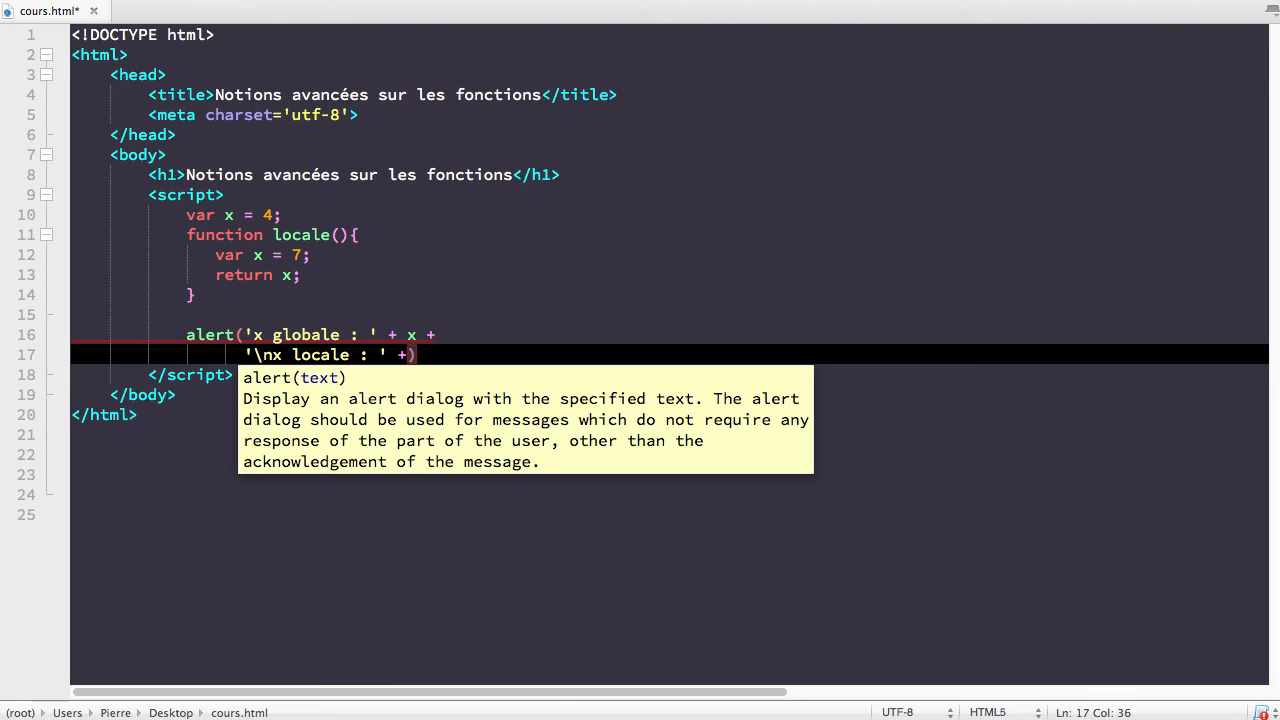 cours.html*
1 <!DOCTYPE html>
2 <html>
3 <head>
4 <title>Notions avancées sur les fonctions</title>
5 <meta charset='utf-8'>
6 </head>
7 <body>
8 <h1>Notions avancées sur les fonctions</h1>
9 <script>
10 var x = 4;
11 function locale(){
12 var x = 7;
13 return x;
14 }
15
16 alert('x globale : ' + x +
17 '\nx locale : ' +)
18 </script>
19 </body>
20 </html>
21
22
23
24
25
alert(text)
Display an alert dialog with the specified text. The alert
dialog should be used for messages which do not require any
response of the part of the user, other than the
acknowledgement of the message.
(root) Users Pierre Desktop cours.html UTF-8 HTML5 Ln: 17 Col: 36